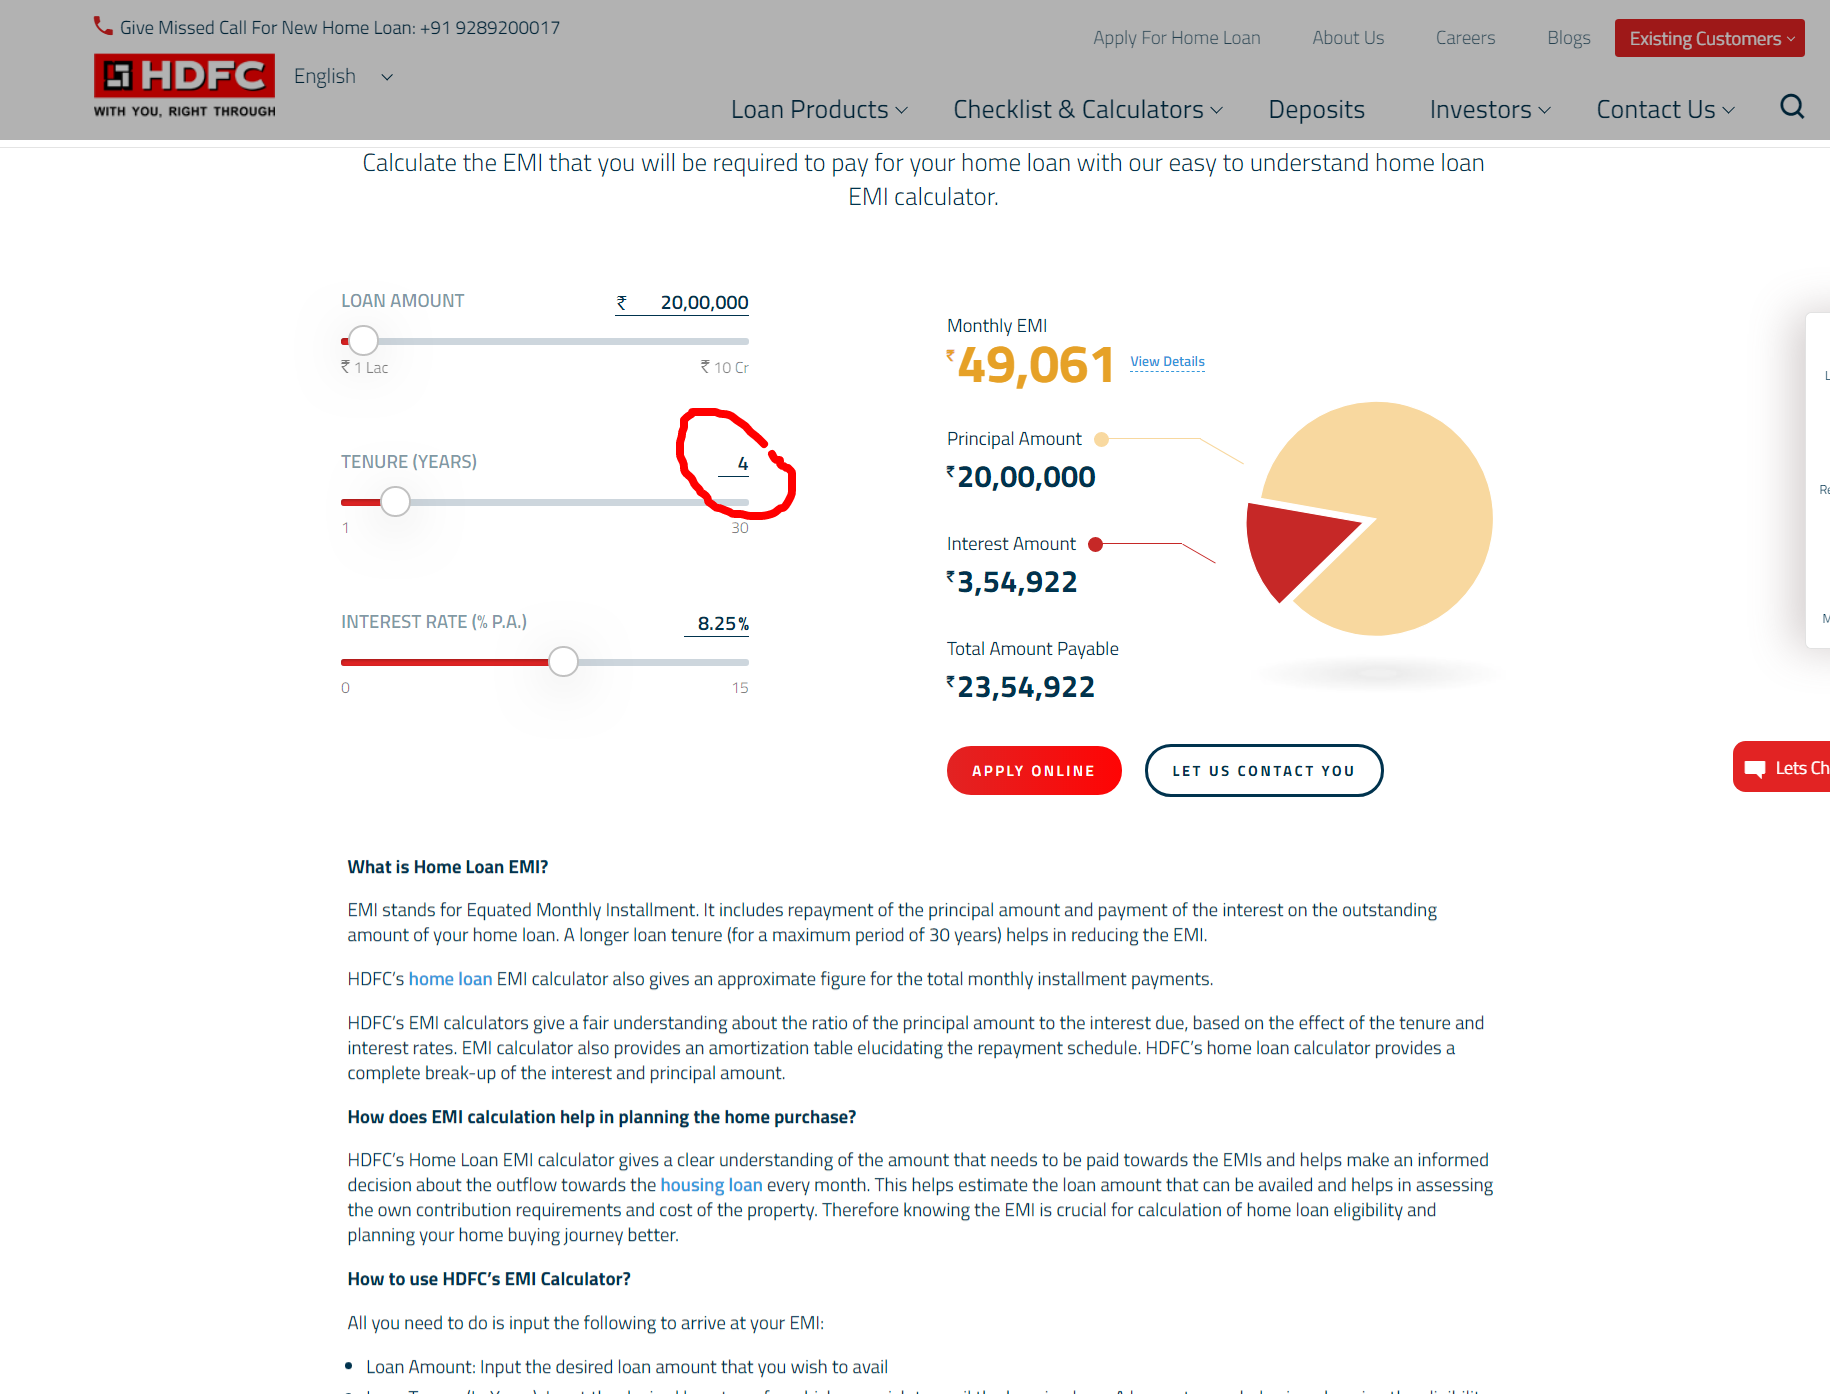 Give Missed Call For New Home Loan: +91 9289200017
Apply For Home Loan
About Us
Careers
Blogs
Existing Customers
HDFC
WITH YOU, RIGHT THROUGH
English
Loan Products
Checklist & Calculators
Deposits
Investors
Contact Us
Calculate the EMI that you will be required to pay for your home loan with our easy to understand home loan
EMI calculator.
LOAN AMOUNT
₹ 20,00,000
₹ 1 Lac
₹ 10 Cr
TENURE (YEARS)
4
1
30
INTEREST RATE (% P.A.)
8.25%
0
15
Monthly EMI
₹49,061
View Details
Principal Amount
₹20,00,000
Interest Amount
₹3,54,922
Total Amount Payable
₹23,54,922
APPLY ONLINE
LET US CONTACT YOU
L
Re
M
Lets Ch
What is Home Loan EMI?
EMI stands for Equated Monthly Installment. It includes repayment of the principal amount and payment of the interest on the outstanding
amount of your home loan. A longer loan tenure (for a maximum period of 30 years) helps in reducing the EMI.
HDFC's home loan EMI calculator also gives an approximate figure for the total monthly installment payments.
HDFC's EMI calculators give a fair understanding about the ratio of the principal amount to the interest due, based on the effect of the tenure and
interest rates. EMI calculator also provides an amortization table elucidating the repayment schedule. HDFC's home loan calculator provides a
complete break-up of the interest and principal amount.
How does EMI calculation help in planning the home purchase?
HDFC's Home Loan EMI calculator gives a clear understanding of the amount that needs to be paid towards the EMIs and helps make an informed
decision about the outflow towards the housing loan every month. This helps estimate the loan amount that can be availed and helps in assessing
the own contribution requirements and cost of the property. Therefore knowing the EMI is crucial for calculation of home loan eligibility and
planning your home buying journey better.
How to use HDFC's EMI Calculator?
All you need to do is input the following to arrive at your EMI:
• Loan Amount: Input the desired loan amount that you wish to avail